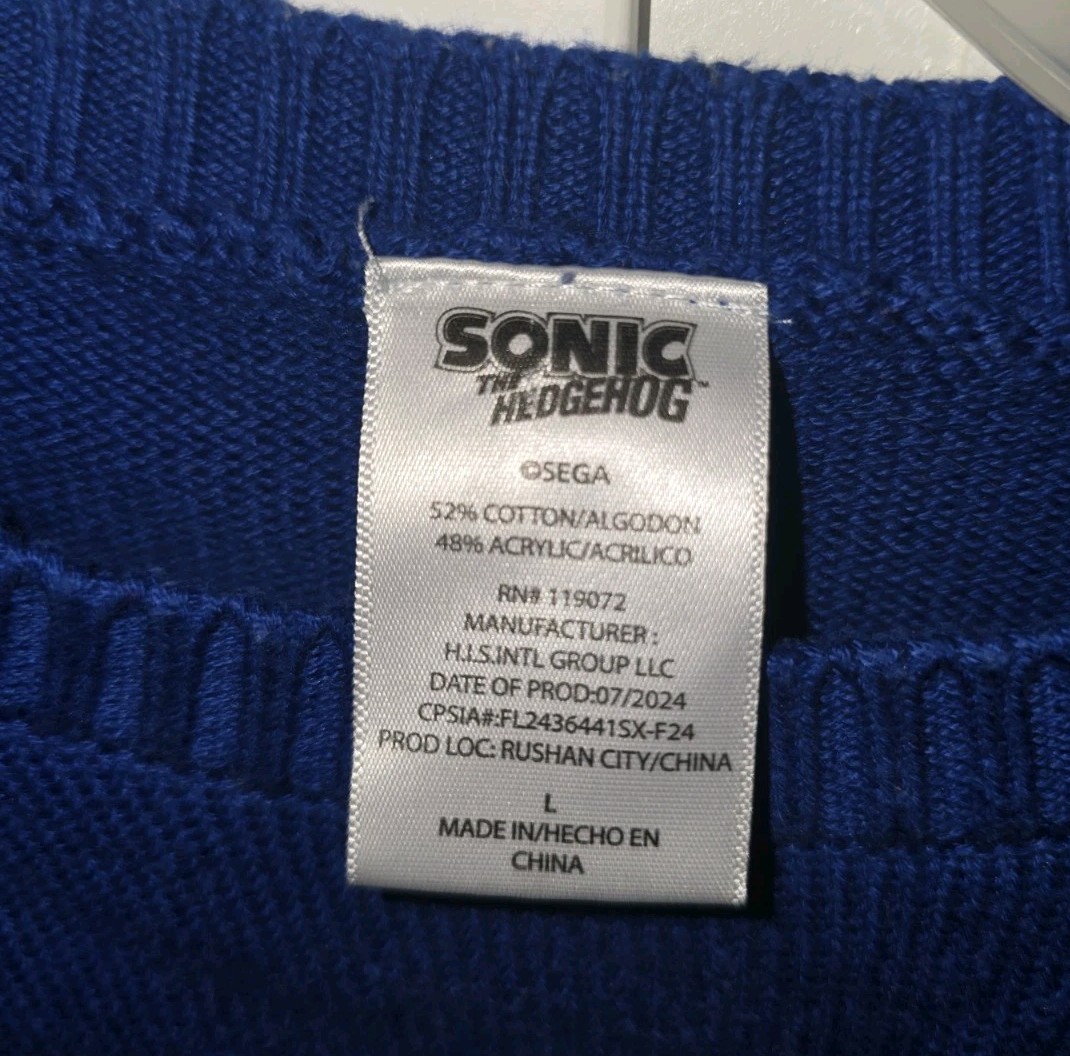 SONIC
THE
HEDGEHOG™
©SEGA
52% COTTON/ALGODON
48% ACRYLIC/ACRILICO
RN# 119072
MANUFACTURER :
H.I.S.INTL GROUP LLC
DATE OF PROD:07/2024
CPSIA#:FL2436441SX-F24
PROD LOC: RUSHAN CITY/CHINA
L
MADE IN/HECHO EN
CHINA